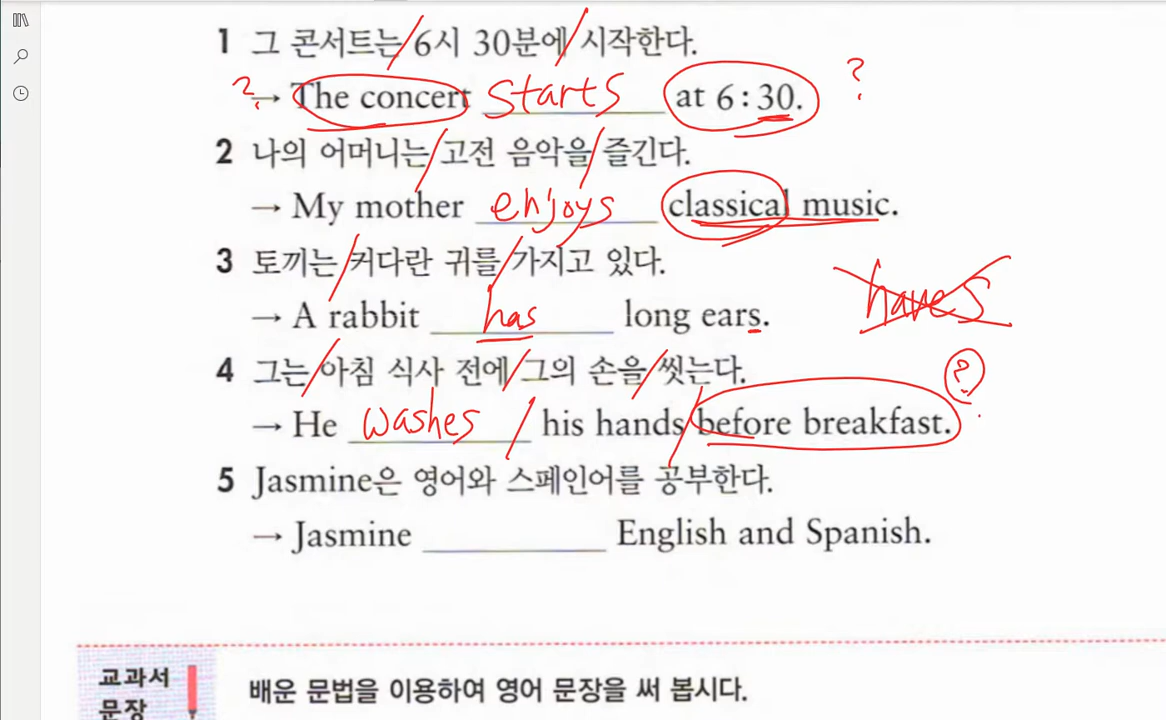 1 그 콘서트는 / 6시 30분에 / 시작한다.
? → The concert starts at 6:30. ?
2 나의 어머니는 / 고전 음악을 / 즐긴다.
→ My mother enjoys classical music.
3 토끼는 / 커다란 귀를 / 가지고 있다.
→ A rabbit has long ears.
haves
4 그는 / 아침 식사 전에 / 그의 손을 / 씻는다.
→ He washes / his hands / before breakfast. ?
5 Jasmine은 영어와 스페인어를 공부한다.
→ Jasmine ________ English and Spanish.
교과서
문장
배운 문법을 이용하여 영어 문장을 써 봅시다.